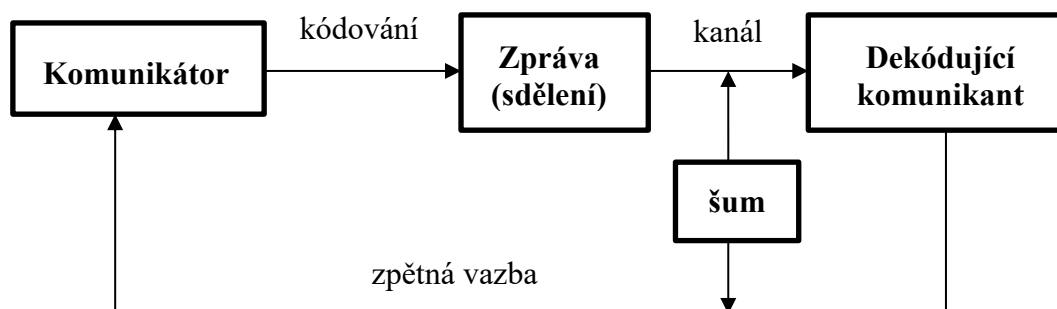 kódování
kanál
Komunikátor
Zpráva
(sdělení)
Dekódující
komunikant
šum
zpětná vazba